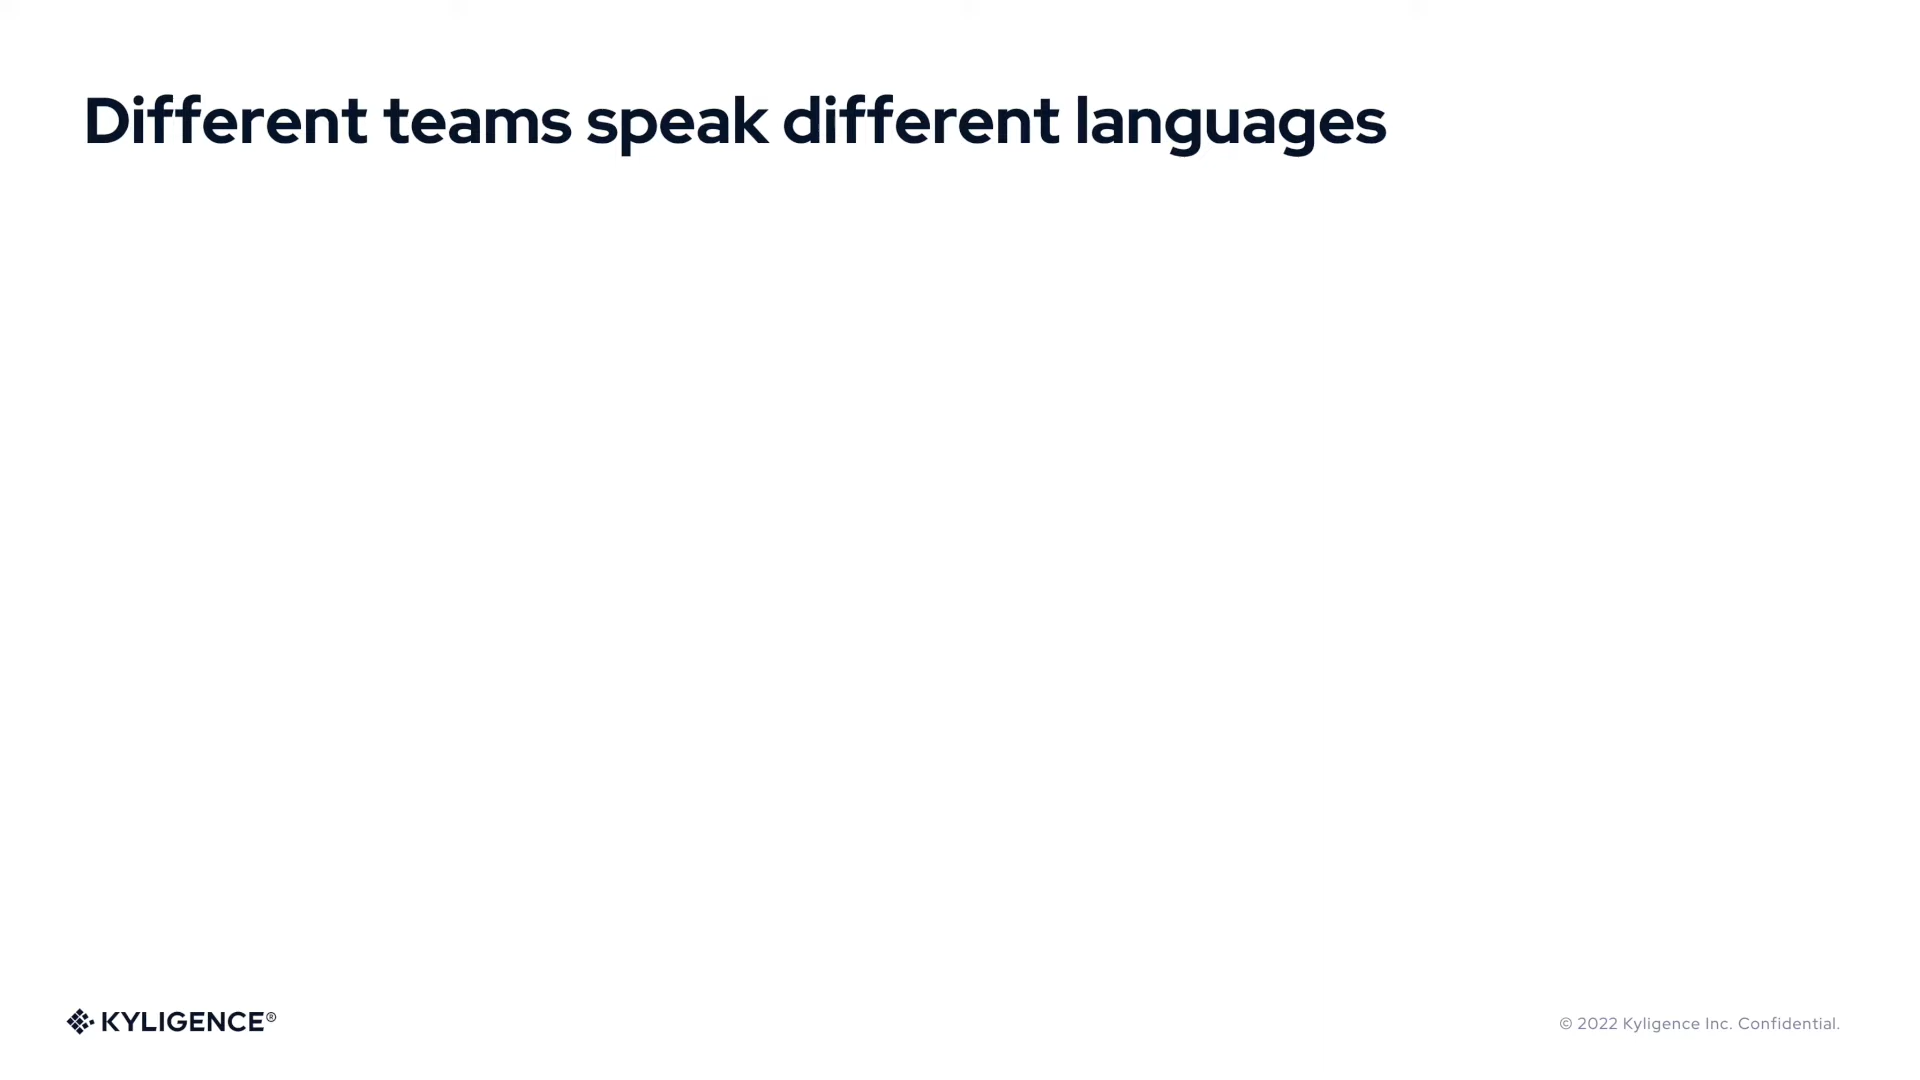 Different teams speak different languages
KYLIGENCE®
© 2022 Kyligence Inc. Confidential.